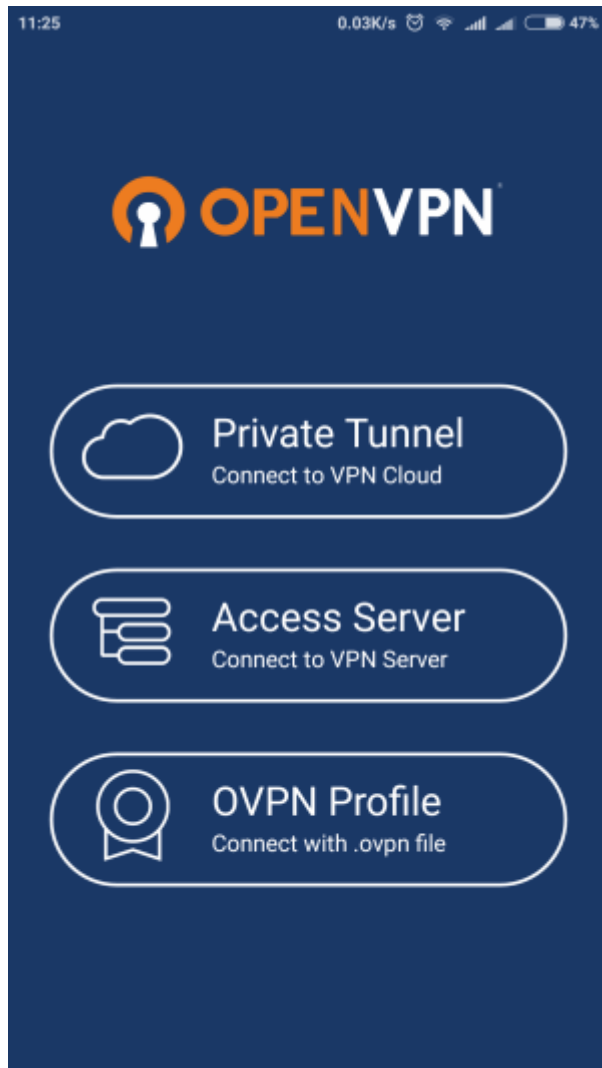 11:25 0.03K/s 47%
OPENVPN
Private Tunnel
Connect to VPN Cloud
Access Server
Connect to VPN Server
OVPN Profile
Connect with .ovpn file